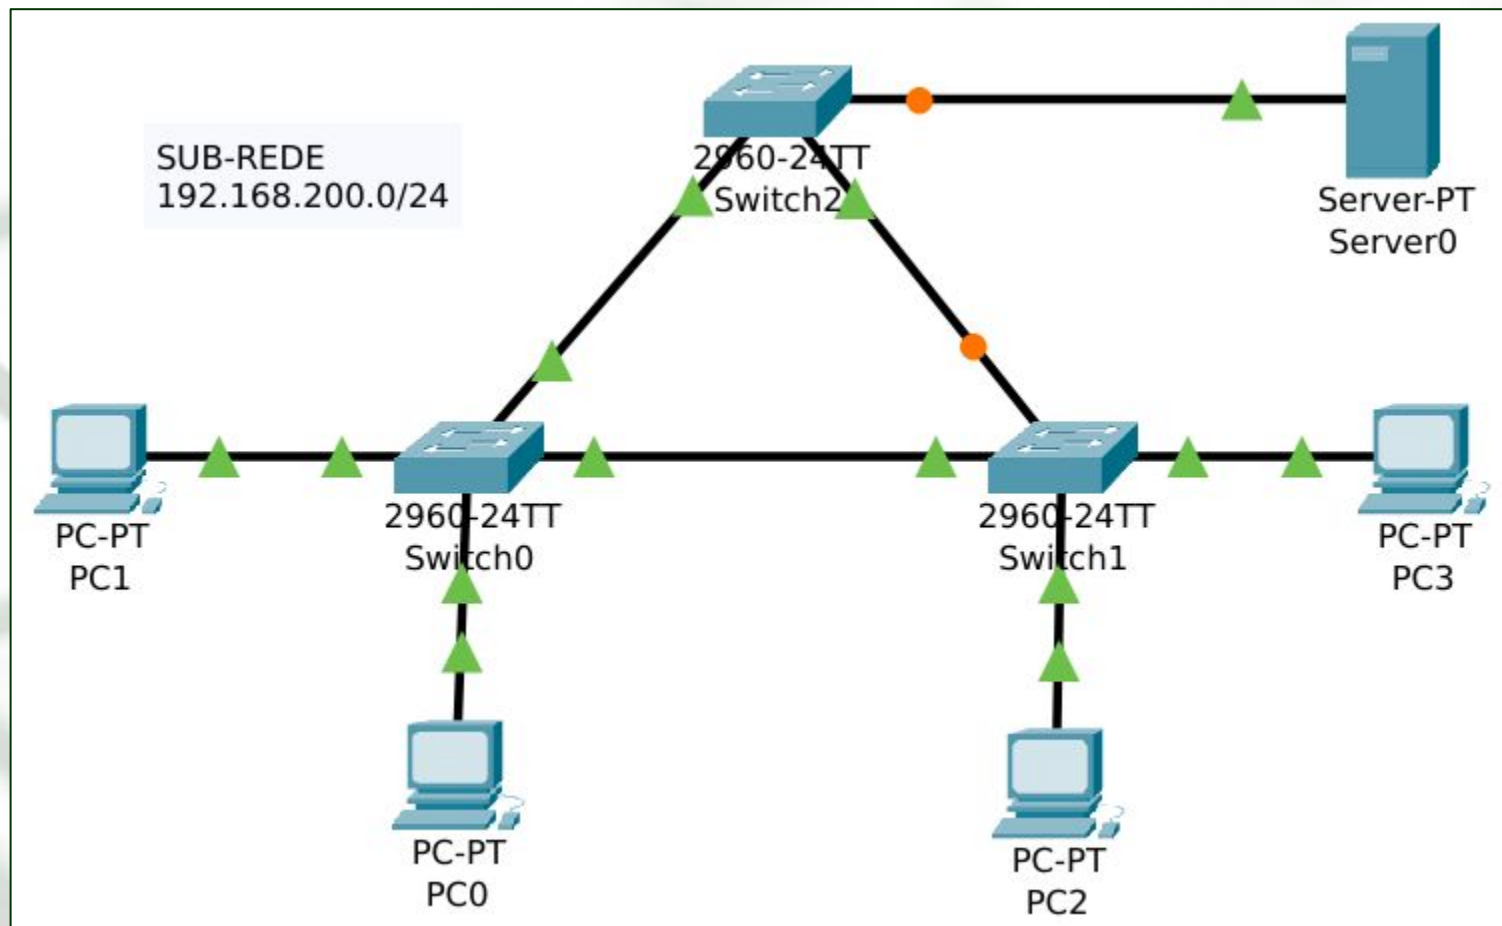 2960-24TT
Switch2
SUB-REDE
192.168.200.0/24
Server-PT
Server0
PC-PT
PC1
2960-24TT
Switch0
2960-24TT
Switch1
PC-PT
PC3
PC-PT
PC0
PC-PT
PC2